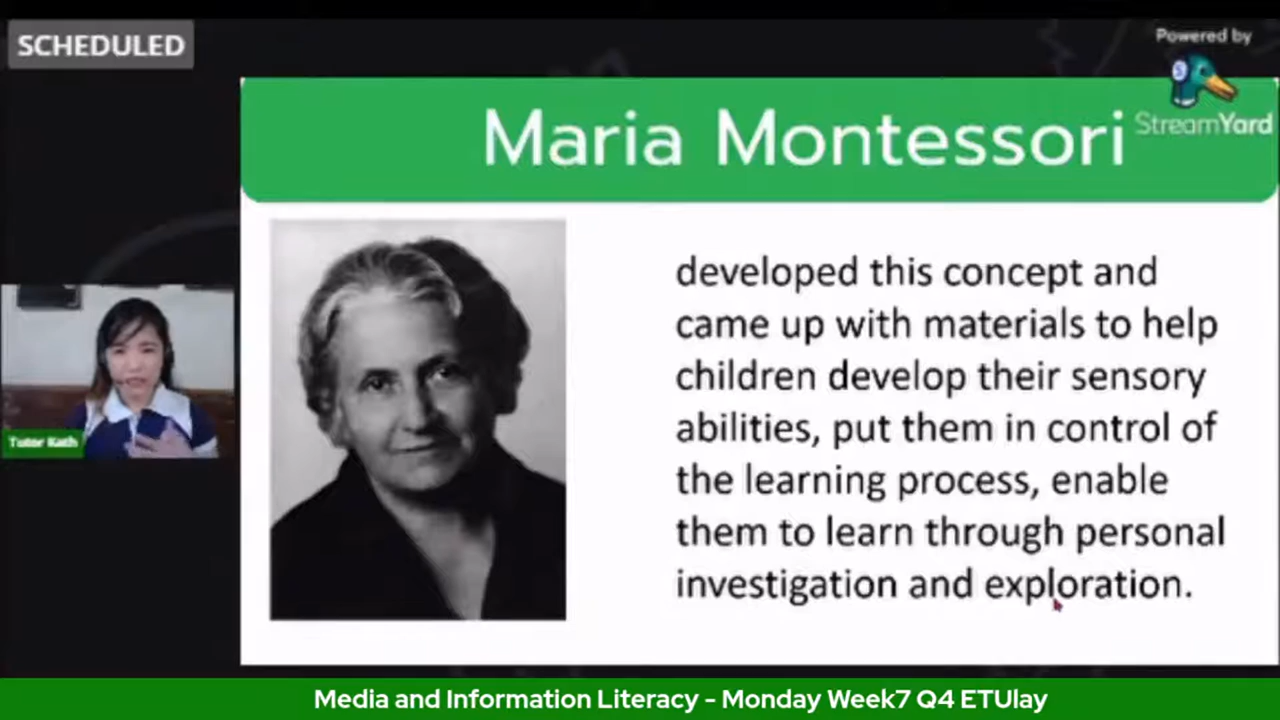 SCHEDULED
Powered by
StreamYard
Maria Montessori
developed this concept and
came up with materials to help
children develop their sensory
abilities, put them in control of
the learning process, enable
them to learn through personal
investigation and exploration.
Tutor Kath
Media and Information Literacy - Monday Week7 Q4 ETUlay